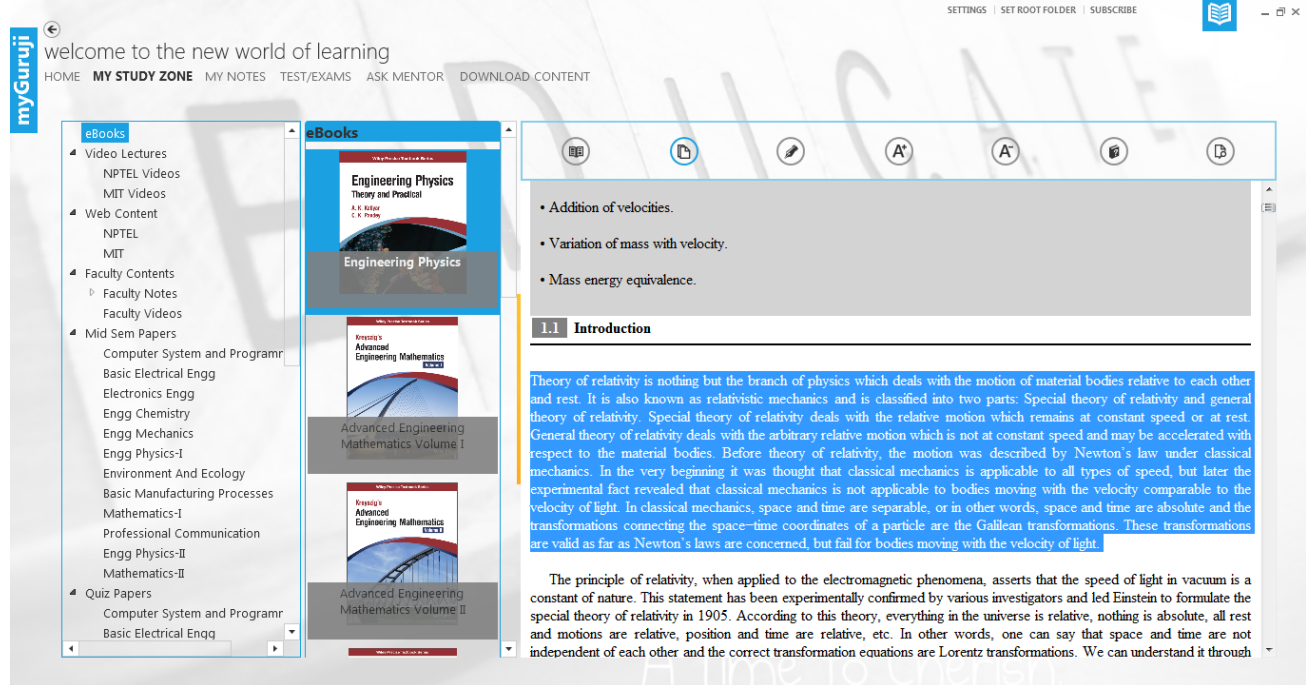 SETTINGS | SET ROOT FOLDER | SUBSCRIBE
myGuruji
welcome to the new world of learning
HOME MY STUDY ZONE MY NOTES TEST/EXAMS ASK MENTOR DOWNLOAD CONTENT
eBooks
Video Lectures
NPTEL Videos
MIT Videos
Web Content
NPTEL
MIT
Faculty Contents
Faculty Notes
Faculty Videos
Mid Sem Papers
Computer System and Programr
Basic Electrical Engg
Electronics Engg
Engg Chemistry
Engg Mechanics
Engg Physics-I
Environment And Ecology
Basic Manufacturing Processes
Mathematics-I
Professional Communication
Engg Physics-II
Mathematics-II
Quiz Papers
Computer System and Programr
Basic Electrical Engg
eBooks
Wiley Precise Textbook Series
Engineering Physics
Theory and Practical
A. K. Katiyar
C. K. Pandey
Engineering Physics
Wiley Precise Textbook Series
Kreyszig's
Advanced
Engineering Mathematics
Volume I
Advanced Engineering
Mathematics Volume I
Wiley Precise Textbook Series
Kreyszig's
Advanced
Engineering Mathematics
Volume II
Advanced Engineering
Mathematics Volume II
Wiley Precise Textbook Series
A+
A-
• Addition of velocities.
• Variation of mass with velocity.
• Mass energy equivalence.
1.1 Introduction
Theory of relativity is nothing but the branch of physics which deals with the motion of material bodies relative to each other
and rest. It is also known as relativistic mechanics and is classified into two parts: Special theory of relativity and general
theory of relativity. Special theory of relativity deals with the relative motion which remains at constant speed or at rest.
General theory of relativity deals with the arbitrary relative motion which is not at constant speed and may be accelerated with
respect to the material bodies. Before theory of relativity, the motion was described by Newton's law under classical
mechanics. In the very beginning it was thought that classical mechanics is applicable to all types of speed, but later the
experimental fact revealed that classical mechanics is not applicable to bodies moving with the velocity comparable to the
velocity of light. In classical mechanics, space and time are separable, or in other words, space and time are absolute and the
transformations connecting the space−time coordinates of a particle are the Galilean transformations. These transformations
are valid as far as Newton's laws are concerned, but fail for bodies moving with the velocity of light.
The principle of relativity, when applied to the electromagnetic phenomena, asserts that the speed of light in vacuum is a
constant of nature. This statement has been experimentally confirmed by various investigators and led Einstein to formulate the
special theory of relativity in 1905. According to this theory, everything in the universe is relative, nothing is absolute, all rest
and motions are relative, position and time are relative, etc. In other words, one can say that space and time are not
independent of each other and the correct transformation equations are Lorentz transformations. We can understand it through
EDUCATE
A Time To Cherish